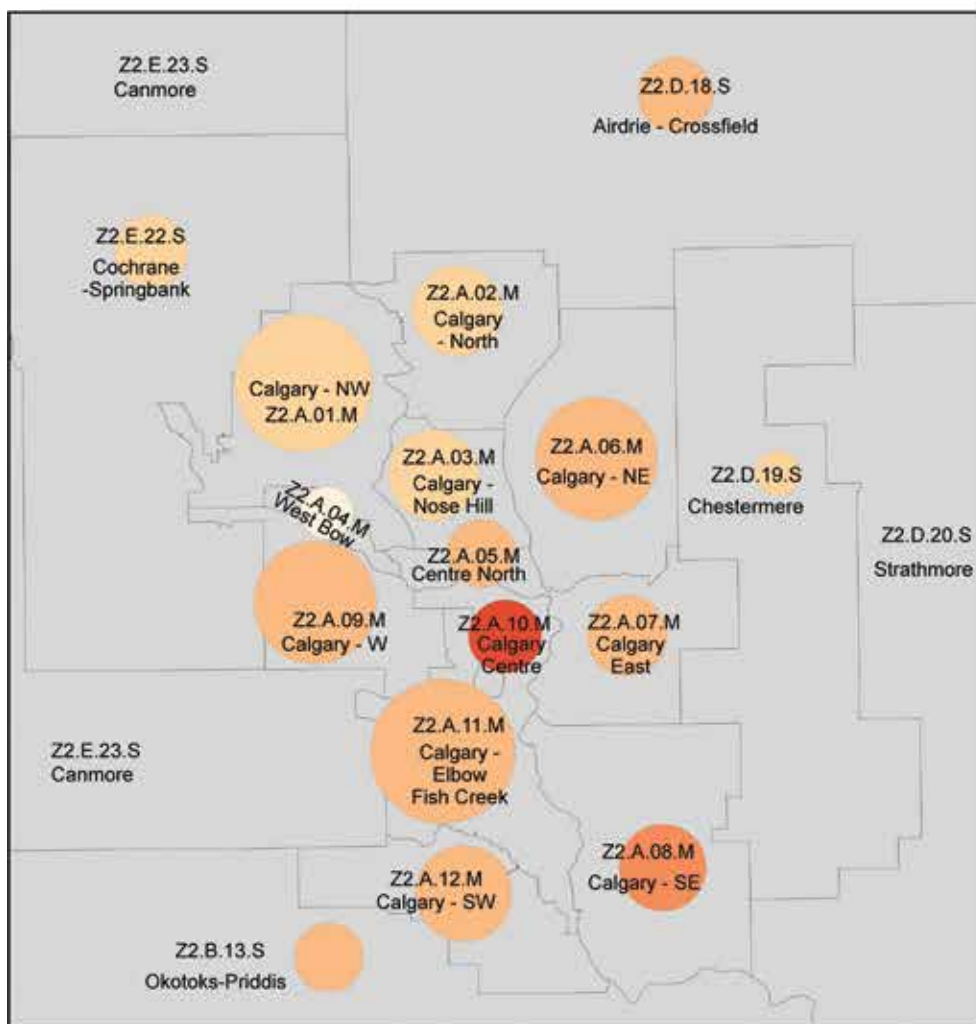 Z2.E.23.S
Canmore
Z2.D.18.S
Airdrie - Crossfield
Z2.E.22.S
Cochrane
-Springbank
Z2.A.02.M
Calgary
- North
Calgary - NW
Z2.A.01.M
Z2.A.03.M
Calgary -
Nose Hill
Z2.A.06.M
Calgary - NE
Z2.D.19.S
Chestermere
Z2.A.04.M
West Bow
Z2.A.05.M
Centre North
Z2.D.20.S
Strathmore
Z2.A.09.M
Calgary - W
Z2.A.10.M
Calgary
Centre
Z2.A.07.M
Calgary
East
Z2.A.11.M
Calgary -
Elbow
Fish Creek
Z2.E.23.S
Canmore
Z2.A.08.M
Calgary - SE
Z2.A.12.M
Calgary - SW
Z2.B.13.S
Okotoks-Priddis